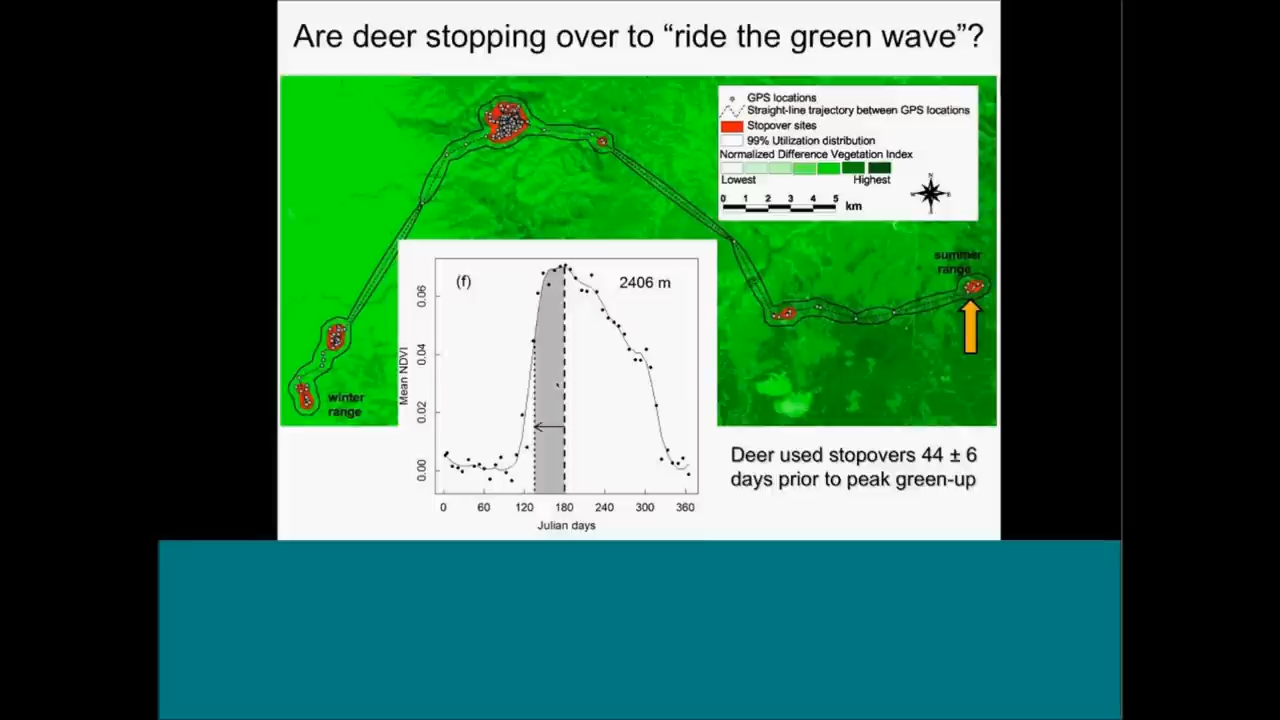 Are deer stopping over to “ride the green wave”?
GPS locations
Straight-line trajectory between GPS locations
Stopover sites
99% Utilization distribution
Normalized Difference Vegetation Index
Lowest Highest
N
W E
S
0 1 2 3 4 5 km
summer
range
winter
range
(f) 2406 m
Mean NDVI
0.06
0.04
0.02
0.00
0 60 120 180 240 300 360
Julian days
Deer used stopovers 44 ± 6
days prior to peak green-up